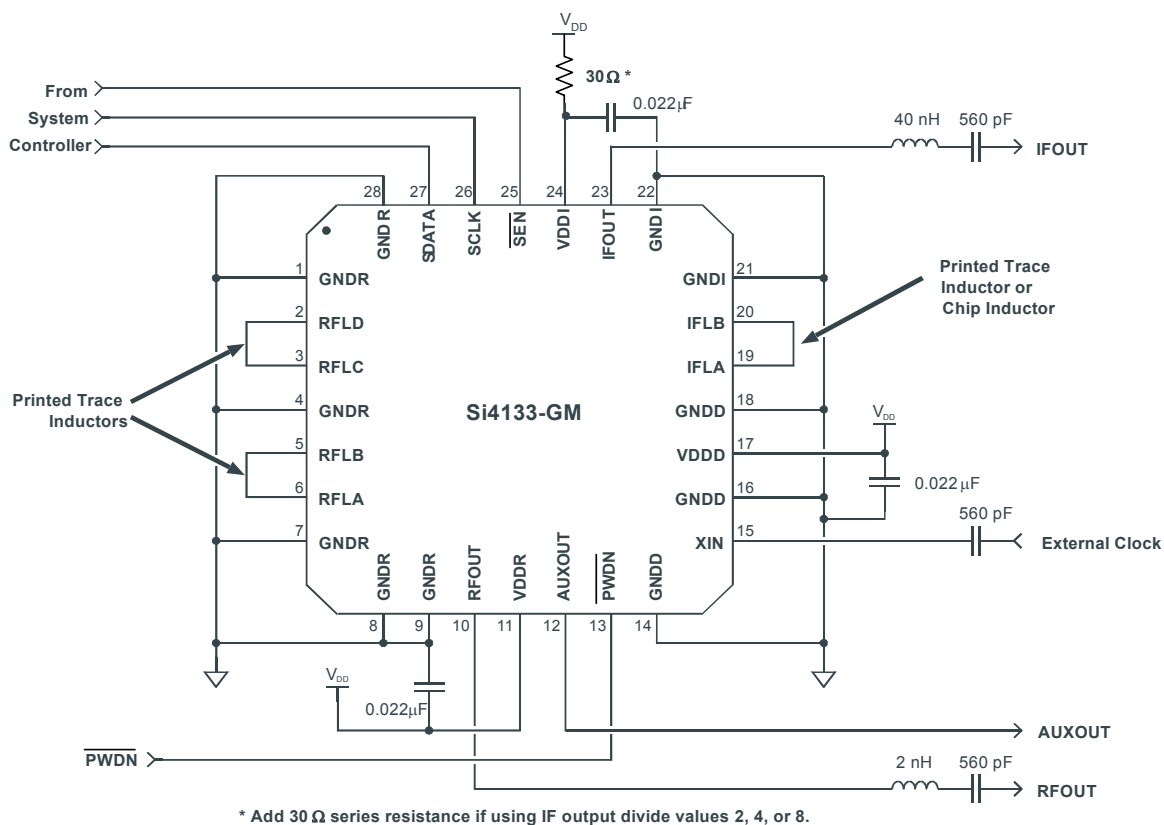 VDD
30Ω *
0.022µF
From
System
Controller
40 nH 560 pF
IFOUT
28 27 26 25 24 23 22
GNDR SDATA SCLK SEN VDDI IFOUT GNDI
1 GNDR
2 RFLD
3 RFLC
4 GNDR
5 RFLB
6 RFLA
7 GNDR
Printed Trace
Inductors
Si4133-GM
21 GNDI
20 IFLB
19 IFLA
18 GNDD
17 VDDD
16 GNDD
15 XIN
Printed Trace
Inductor or
Chip Inductor
VDD
0.022µF
560 pF
External Clock
GNDR GNDR RFOUT VDDR AUXOUT PWDN GNDD
8 9 10 11 12 13 14
VDD
0.022µF
AUXOUT
PWDN
2 nH 560 pF
RFOUT
* Add 30 Ω series resistance if using IF output divide values 2, 4, or 8.